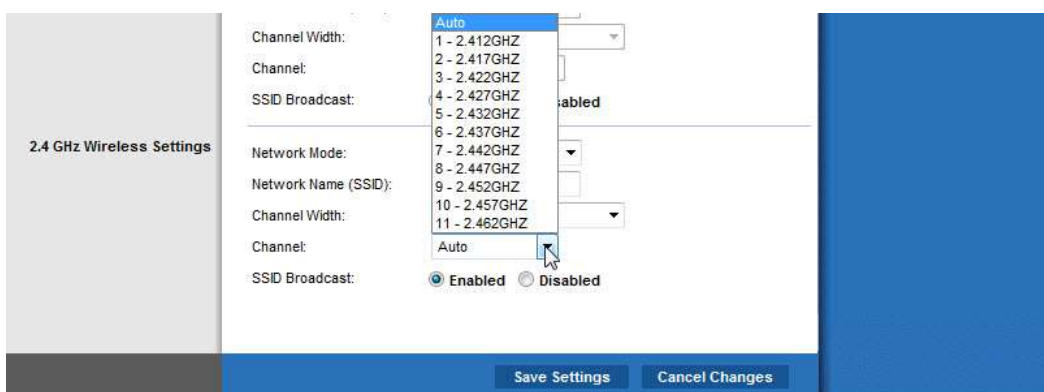 Auto
Channel Width:
1 - 2.412GHZ
2 - 2.417GHZ
Channel:
3 - 2.422GHZ
4 - 2.427GHZ
SSID Broadcast:
abled
5 - 2.432GHZ
6 - 2.437GHZ
2.4 GHz Wireless Settings
Network Mode:
7 - 2.442GHZ
8 - 2.447GHZ
Network Name (SSID):
9 - 2.452GHZ
10 - 2.457GHZ
Channel Width:
11 - 2.462GHZ
Channel:
Auto
SSID Broadcast:
Enabled
Disabled
Save Settings
Cancel Changes